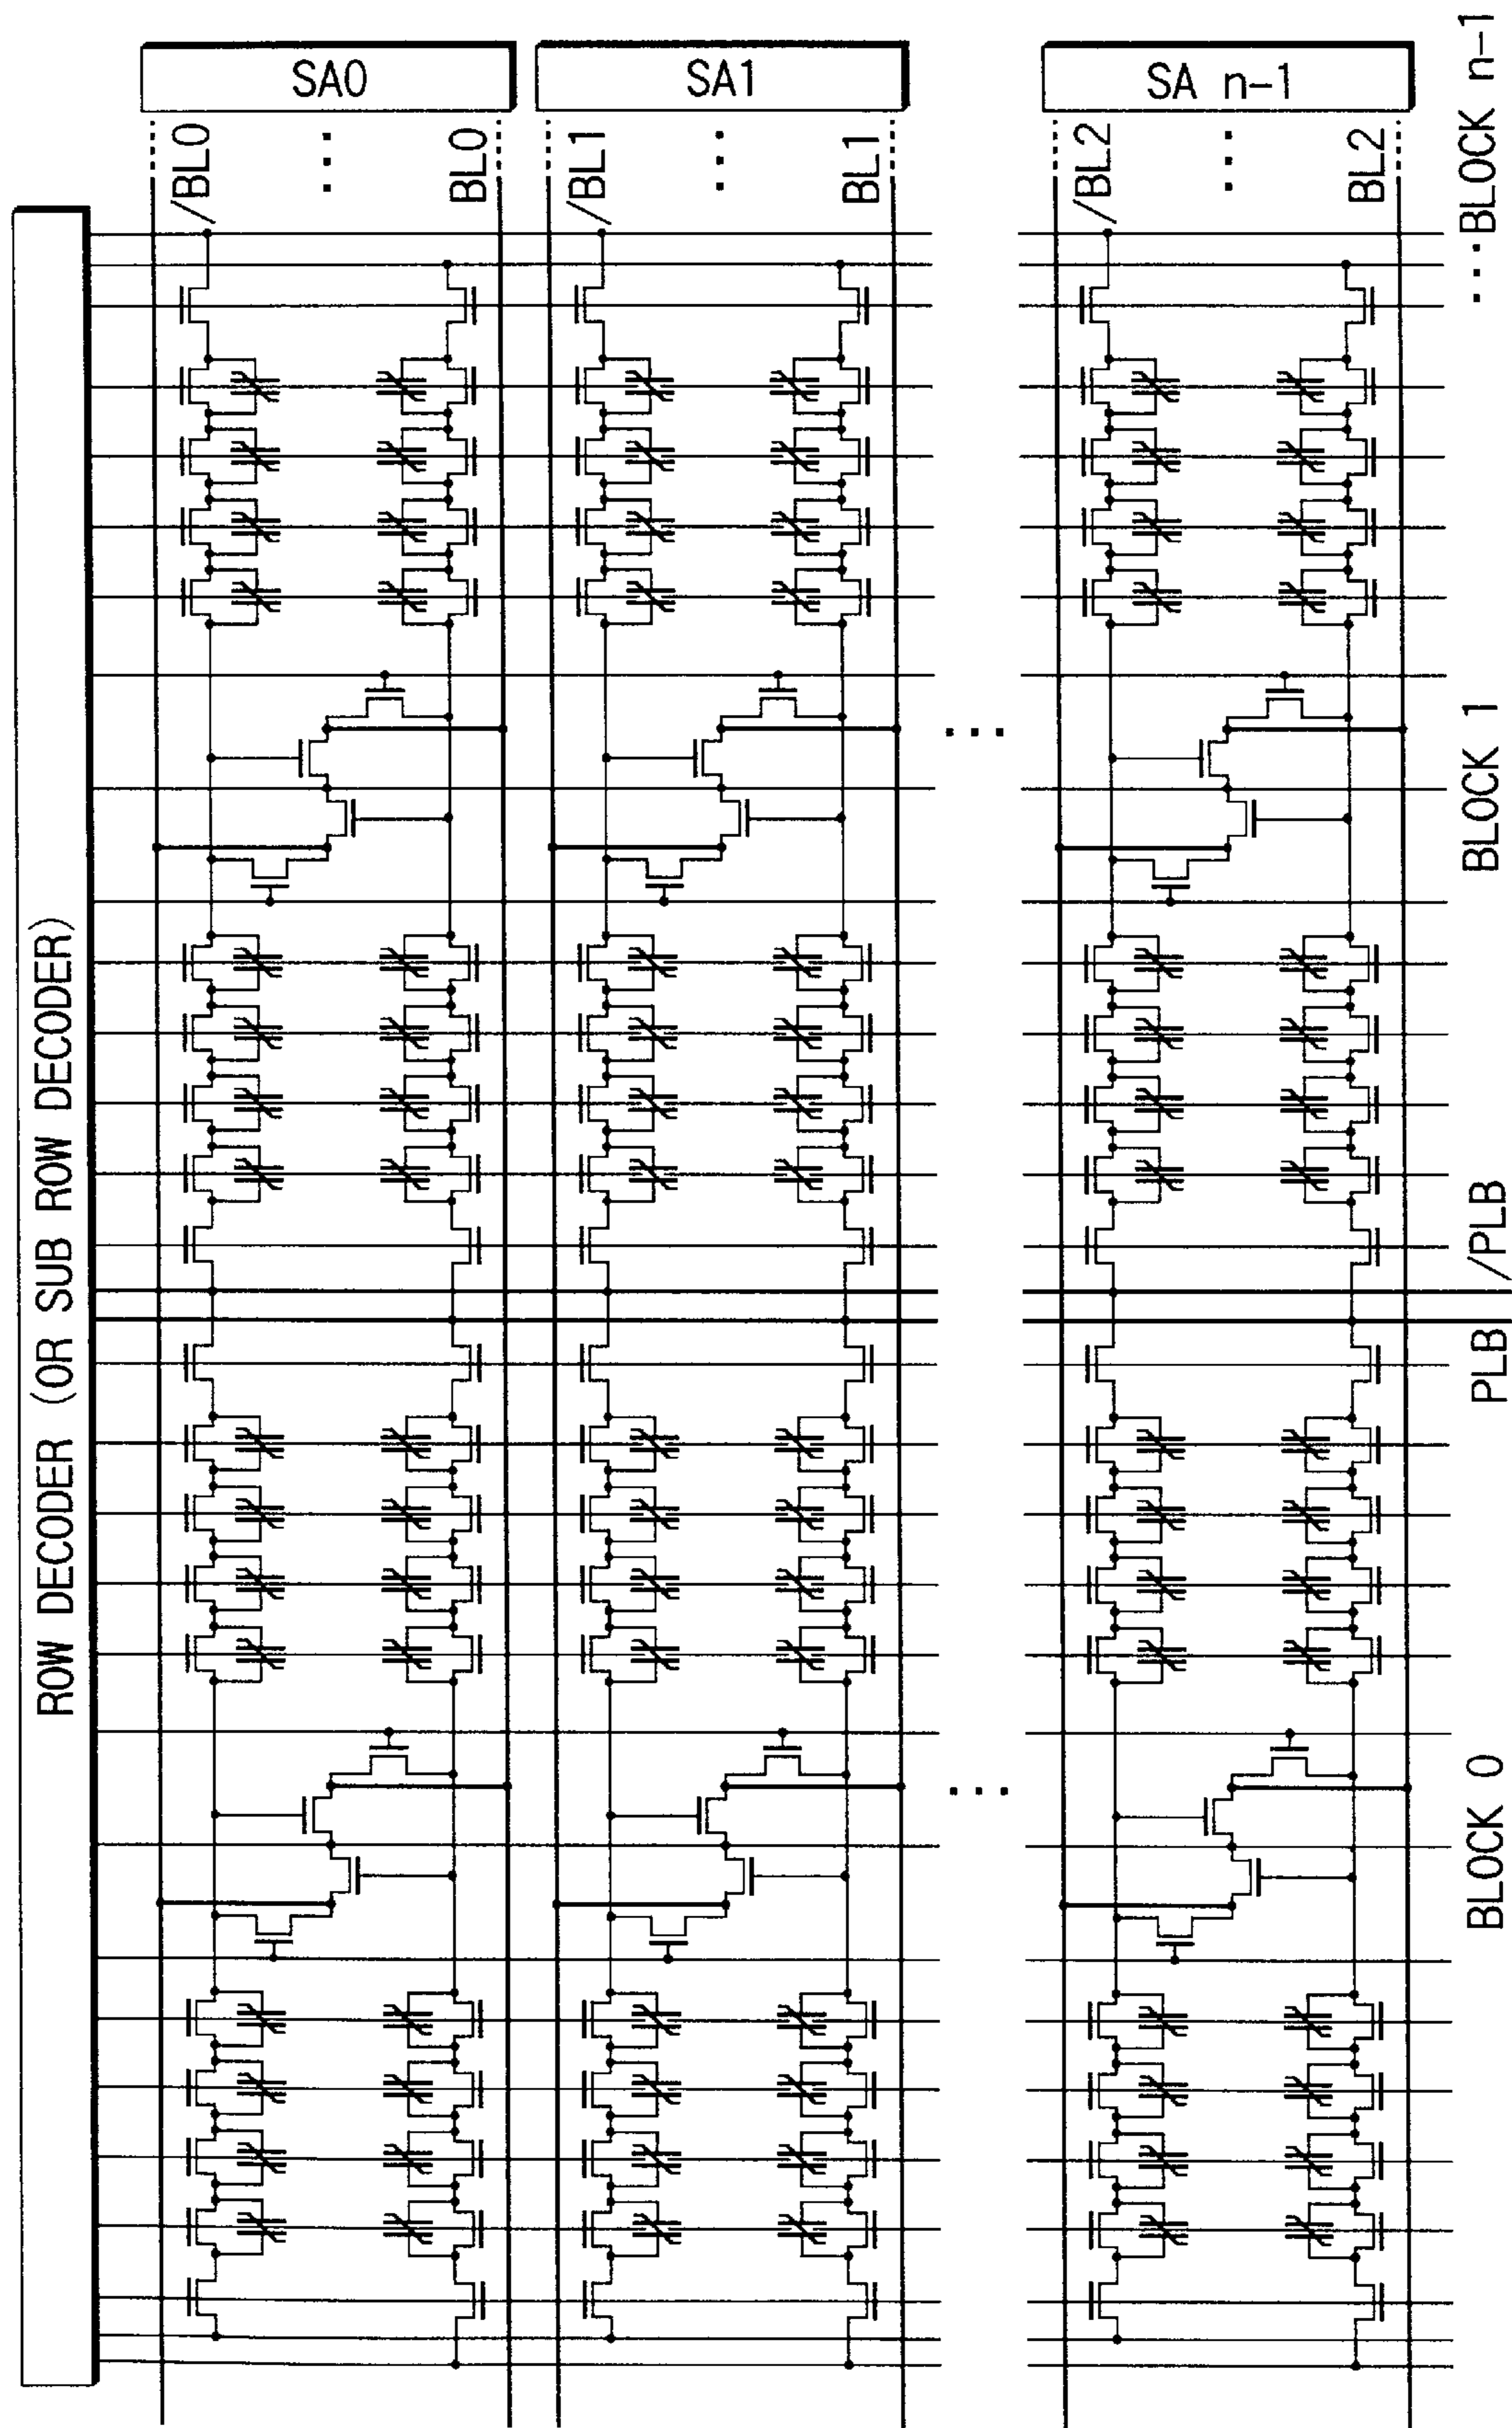 SA0
SA1
SA n-1
/BL0
BL0
/BL1
BL1
/BL2
BL2
...BLOCK n-1
ROW DECODER (OR SUB ROW DECODER)
BLOCK 1
/PLB
PLB
BLOCK 0